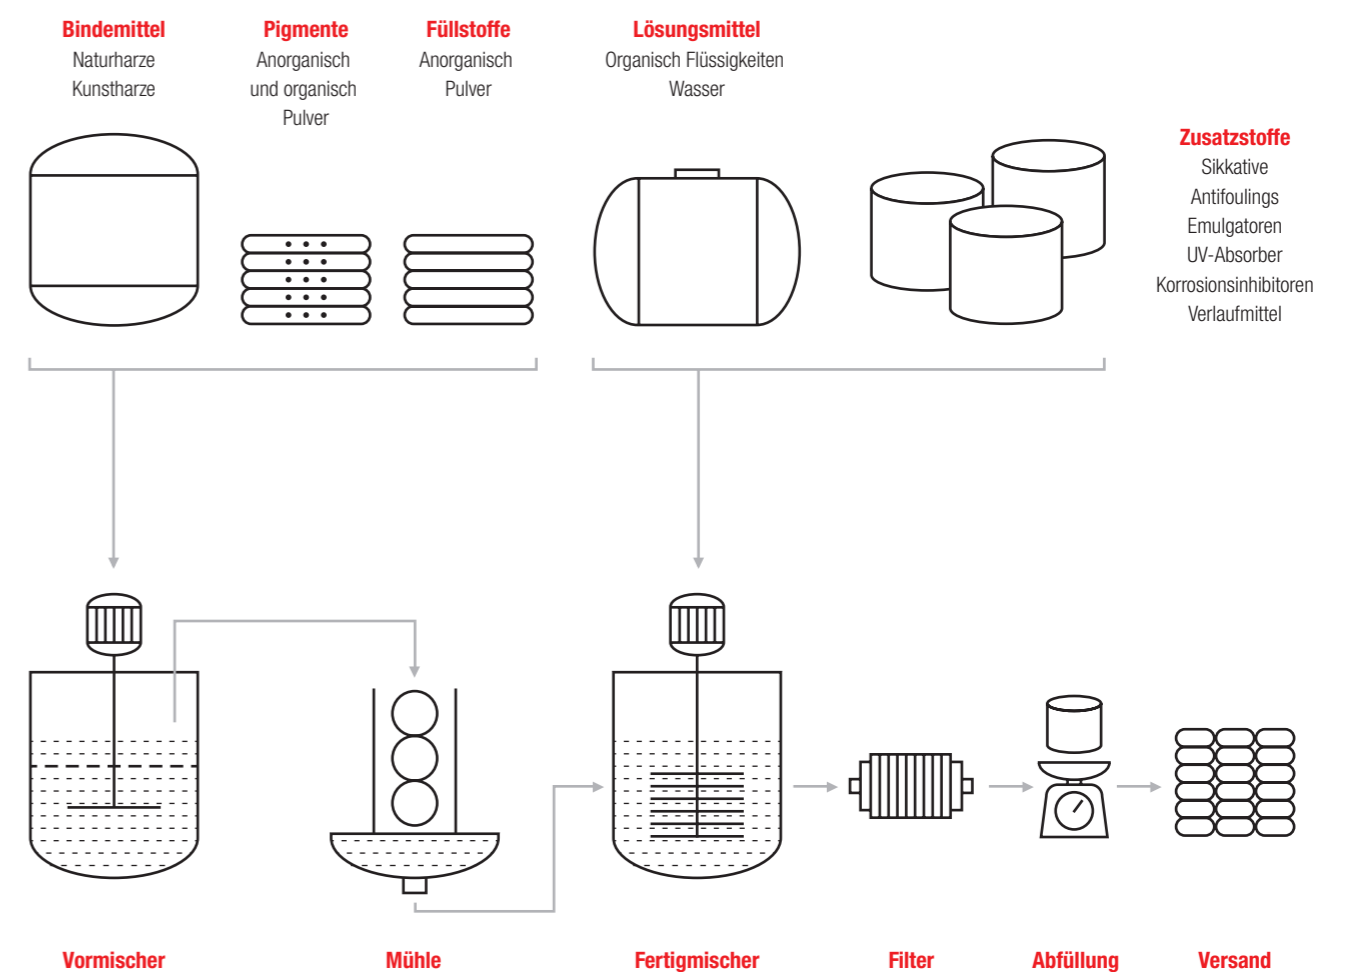 Bindemittel
Naturharze
Kunstharze
Pigmente
Anorganisch
und organisch
Pulver
Füllstoffe
Anorganisch
Pulver
Lösungsmittel
Organisch Flüssigkeiten
Wasser
Zusatzstoffe
Sikkative
Antifoulings
Emulgatoren
UV-Absorber
Korrosionsinhibitoren
Verlaufmittel
Vormischer
Mühle
Fertigmischer
Filter
Abfüllung
Versand